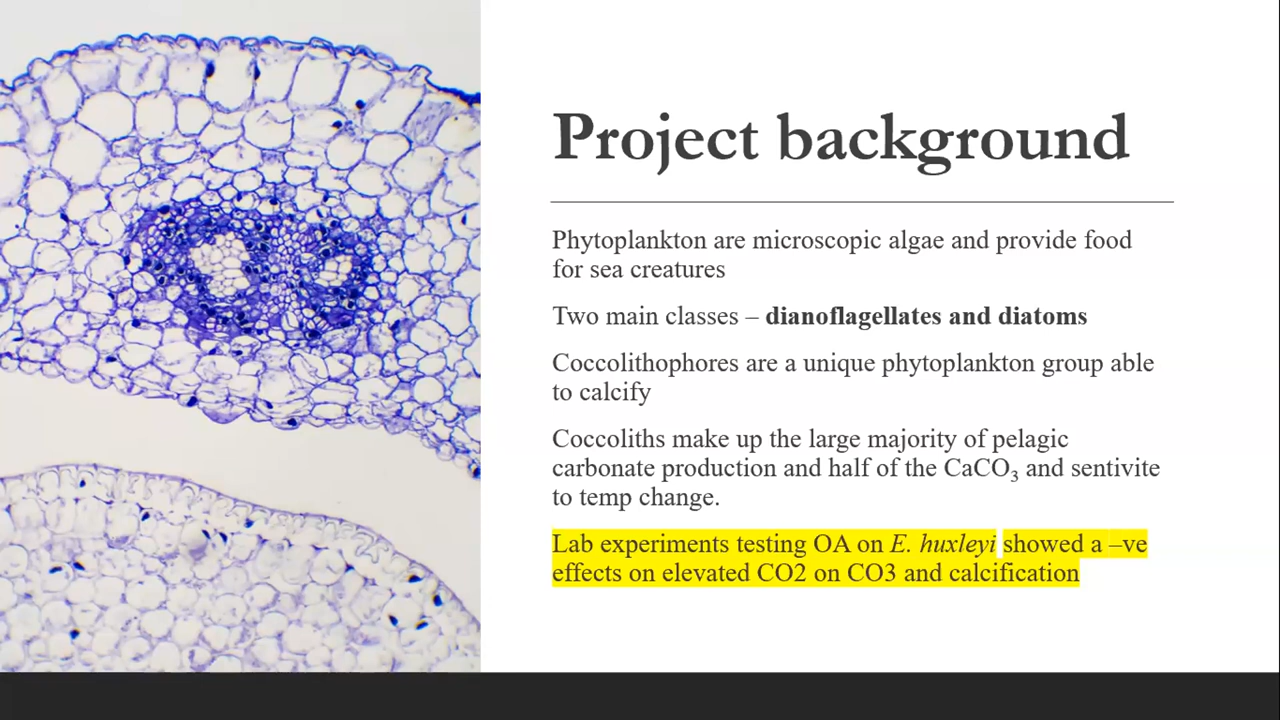 Project background
Phytoplankton are microscopic algae and provide food
for sea creatures
Two main classes – dianoflagellates and diatoms
Coccolithophores are a unique phytoplankton group able
to calcify
Coccoliths make up the large majority of pelagic
carbonate production and half of the CaCO₃ and sentivite
to temp change.
Lab experiments testing OA on E. huxleyi showed a –ve
effects on elevated CO2 on CO3 and calcification